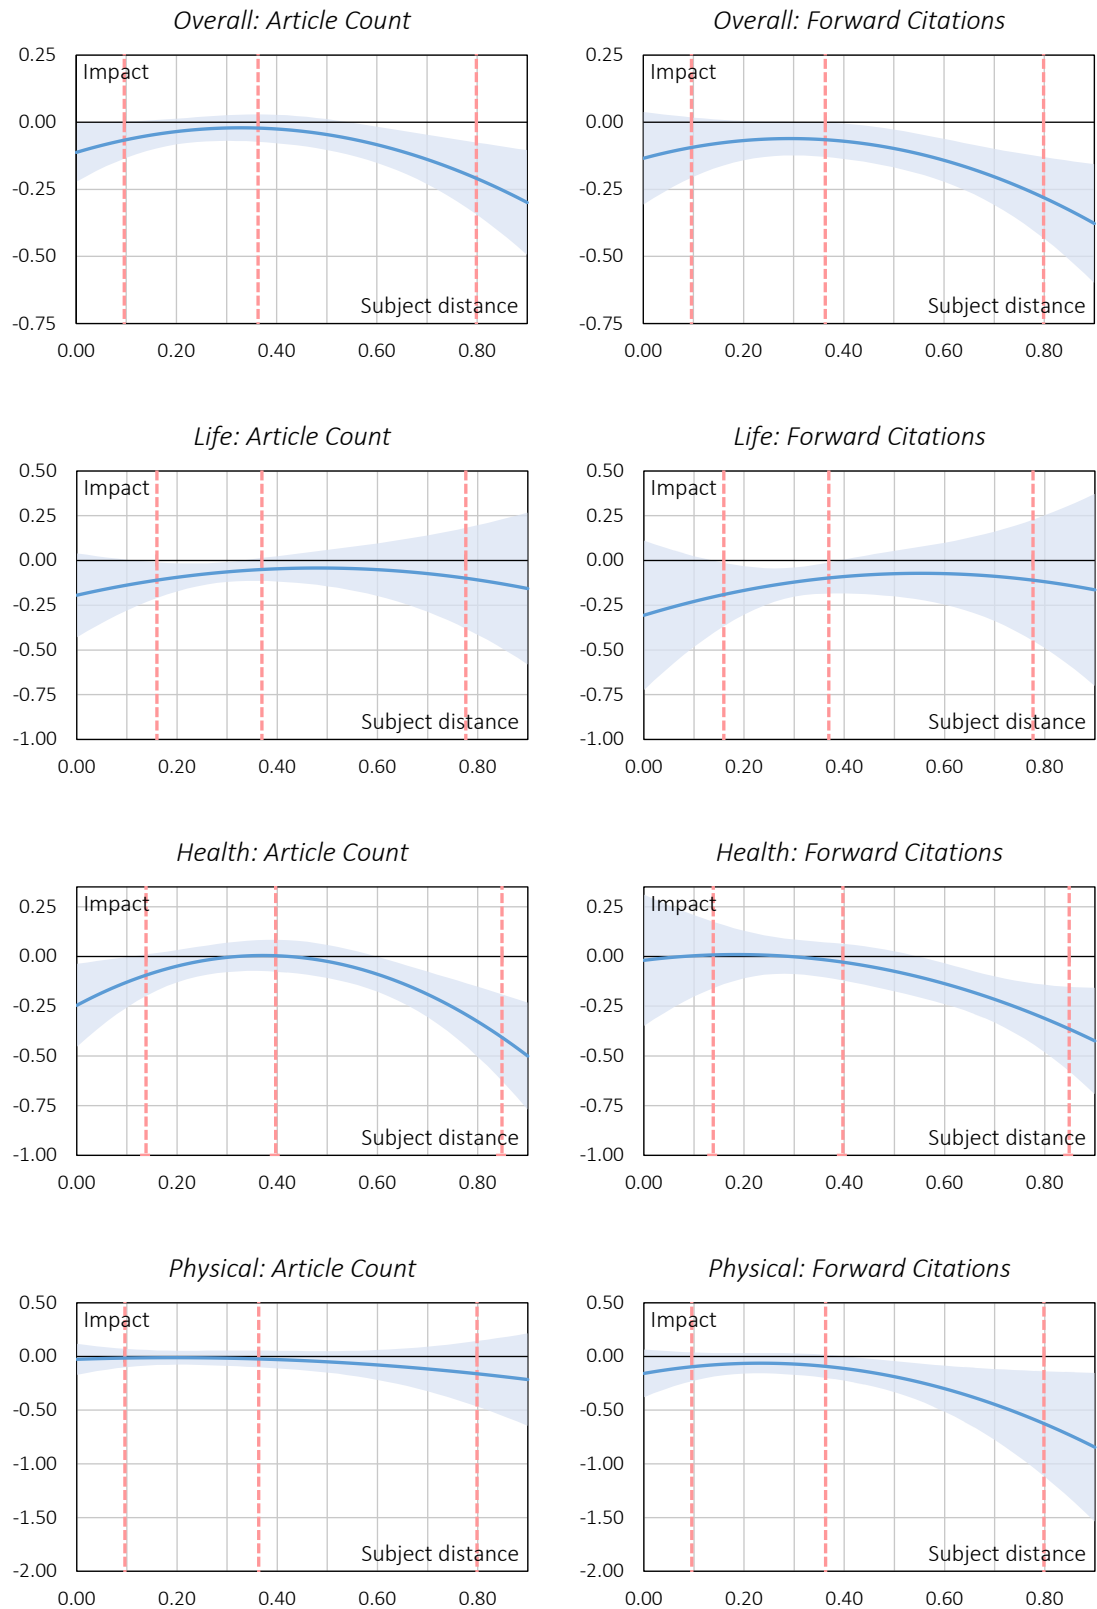 Overall: Article Count
0.25
Impact
0.00
-0.25
-0.50
Subject distance
-0.75
0.00 0.20 0.40 0.60 0.80
Overall: Forward Citations
0.25
Impact
0.00
-0.25
-0.50
Subject distance
-0.75
0.00 0.20 0.40 0.60 0.80
Life: Article Count
0.50
Impact
0.25
0.00
-0.25
-0.50
-0.75
Subject distance
-1.00
0.00 0.20 0.40 0.60 0.80
Life: Forward Citations
0.50
Impact
0.25
0.00
-0.25
-0.50
-0.75
Subject distance
-1.00
0.00 0.20 0.40 0.60 0.80
Health: Article Count
Impact
0.25
0.00
-0.25
-0.50
-0.75
Subject distance
-1.00
0.00 0.20 0.40 0.60 0.80
Health: Forward Citations
Impact
0.25
0.00
-0.25
-0.50
-0.75
Subject distance
-1.00
0.00 0.20 0.40 0.60 0.80
Physical: Article Count
0.50
Impact
0.00
-0.50
-1.00
-1.50
Subject distance
-2.00
0.00 0.20 0.40 0.60 0.80
Physical: Forward Citations
0.50
Impact
0.00
-0.50
-1.00
-1.50
Subject distance
-2.00
0.00 0.20 0.40 0.60 0.80